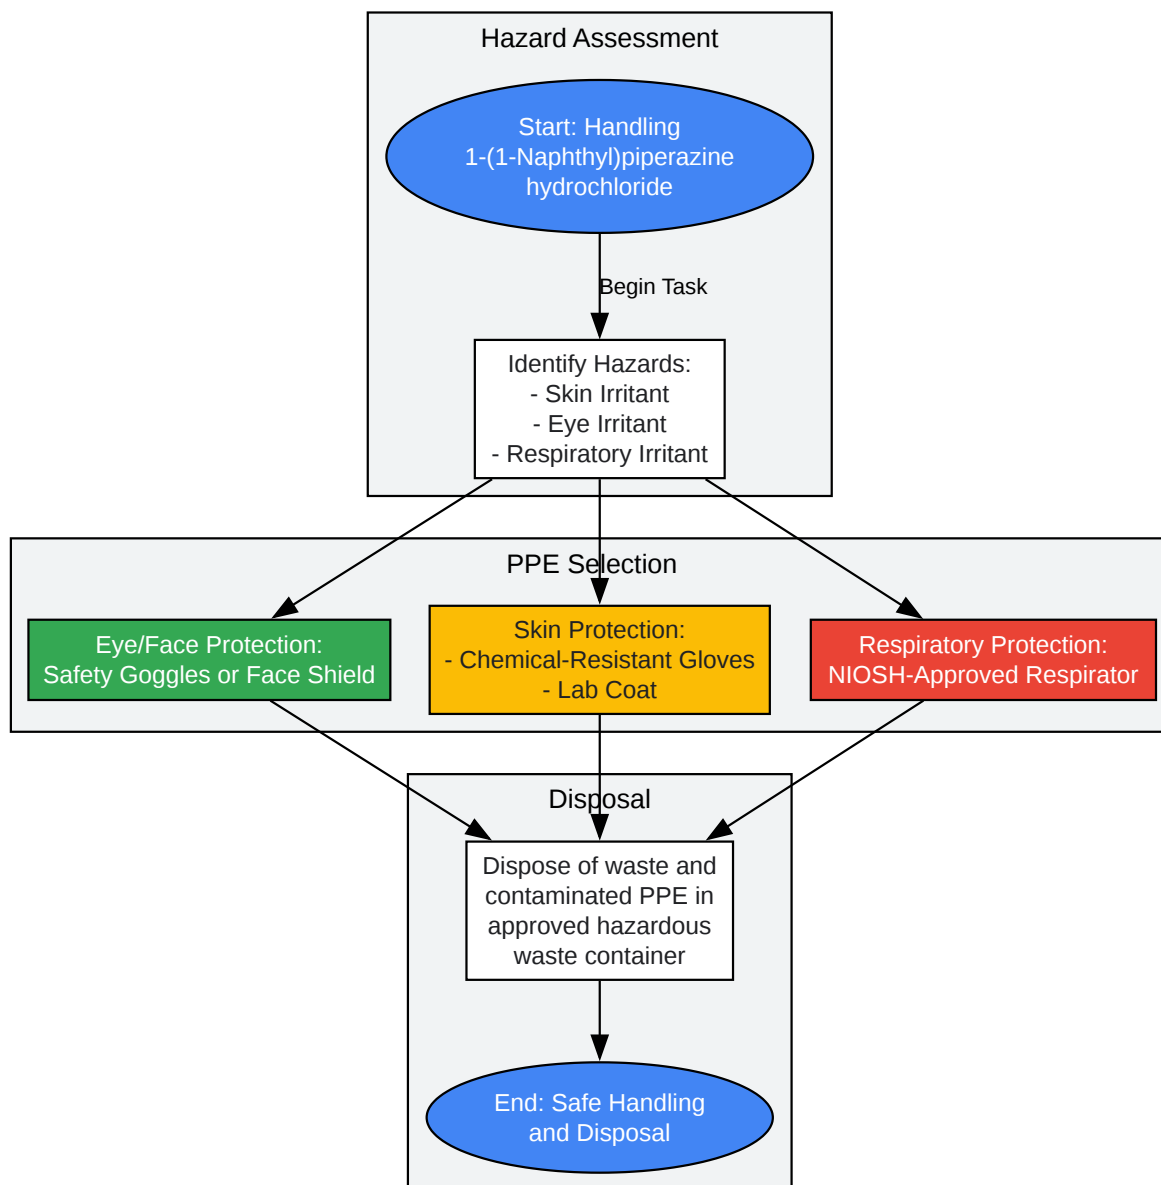 Hazard Assessment
Start: Handling
1-(1-Naphthyl)piperazine
hydrochloride
Begin Task
Identify Hazards:
- Skin Irritant
- Eye Irritant
- Respiratory Irritant
PPE Selection
Eye/Face Protection:
Safety Goggles or Face Shield
Skin Protection:
- Chemical-Resistant Gloves
- Lab Coat
Respiratory Protection:
NIOSH-Approved Respirator
Disposal
Dispose of waste and
contaminated PPE in
approved hazardous
waste container
End: Safe Handling
and Disposal